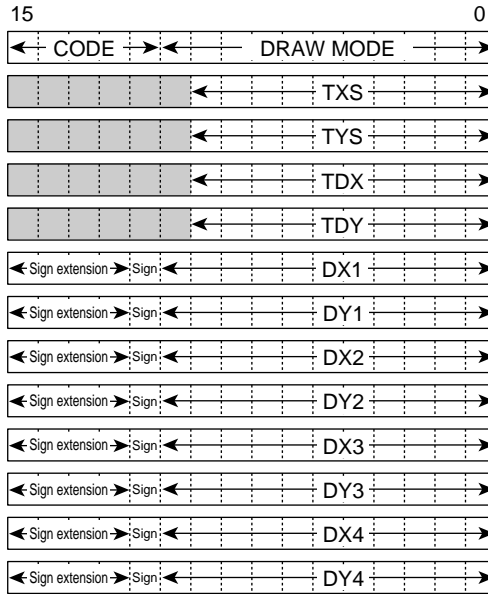 15 0
CODE DRAW MODE
TXS
TYS
TDX
TDY
Sign extension Sign DX1
Sign extension Sign DY1
Sign extension Sign DX2
Sign extension Sign DY2
Sign extension Sign DX3
Sign extension Sign DY3
Sign extension Sign DX4
Sign extension Sign DY4